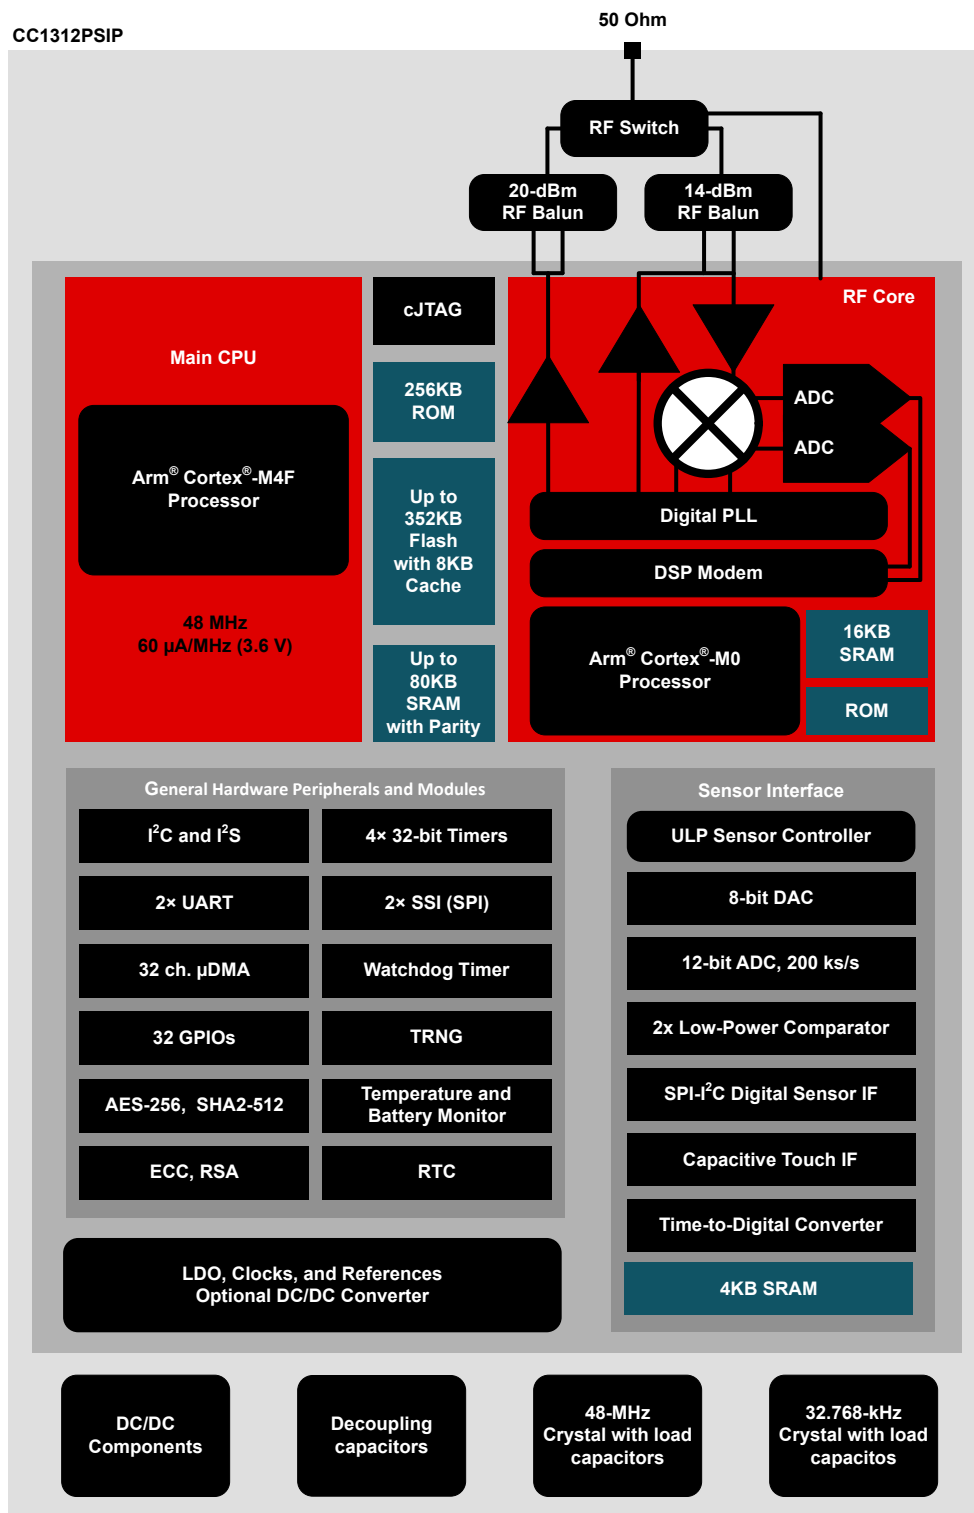 50 Ohm
CC1312PSIP
RF Switch
20-dBm
RF Balun
14-dBm
RF Balun
Main CPU
Arm® Cortex®-M4F
Processor
48 MHz
60 µA/MHz (3.6 V)
cJTAG
256KB
ROM
Up to
352KB
Flash
with 8KB
Cache
Up to
80KB
SRAM
with Parity
RF Core
ADC
ADC
Digital PLL
DSP Modem
Arm® Cortex®-M0
Processor
16KB
SRAM
ROM
General Hardware Peripherals and Modules
I²C and I²S
4× 32-bit Timers
2× UART
2× SSI (SPI)
32 ch. µDMA
Watchdog Timer
32 GPIOs
TRNG
AES-256, SHA2-512
Temperature and
Battery Monitor
ECC, RSA
RTC
LDO, Clocks, and References
Optional DC/DC Converter
Sensor Interface
ULP Sensor Controller
8-bit DAC
12-bit ADC, 200 ks/s
2x Low-Power Comparator
SPI-I²C Digital Sensor IF
Capacitive Touch IF
Time-to-Digital Converter
4KB SRAM
DC/DC
Components
Decoupling
capacitors
48-MHz
Crystal with load
capacitors
32.768-kHz
Crystal with load
capacitos